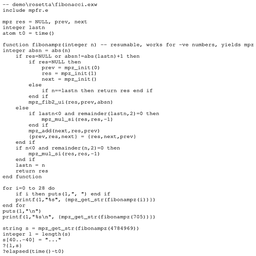 -- demo\rosetta\fibonacci.exw
include mpfr.e
mpz res = NULL, prev, next
integer lastn
atom t0 = time()
function fibonampz(integer n) -- resumable, works for -ve numbers, yields mpz
integer absn = abs(n)
if res=NULL or absn!=abs(lastn)+1 then
if res=NULL then
prev = mpz_init(0)
res = mpz_init(1)
next = mpz_init()
else
if n==lastn then return res end if
end if
mpz_fib2_ui(res,prev,absn)
else
if lastn<0 and remainder(lastn,2)=0 then
mpz_mul_si(res,res,-1)
end if
mpz_add(next,res,prev)
{prev,res,next} = {res,next,prev}
end if
if n<0 and remainder(n,2)=0 then
mpz_mul_si(res,res,-1)
end if
lastn = n
return res
end function
for i=0 to 28 do
if i then puts(1,", ") end if
printf(1,"%s", {mpz_get_str(fibonampz(i))})
end for
puts(1,"\n")
printf(1,"%s\n", {mpz_get_str(fibonampz(705))})
string s = mpz_get_str(fibonampz(4784969))
integer l = length(s)
s[40..-40] = "..."
?{l,s}
?elapsed(time()-t0)